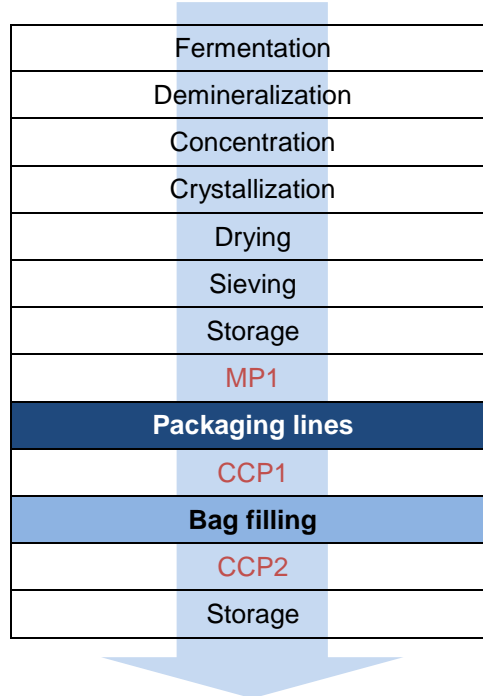 Fermentation
Demineralization
Concentration
Crystallization
Drying
Sieving
Storage
MP1
Packaging lines
CCP1
Bag filling
CCP2
Storage